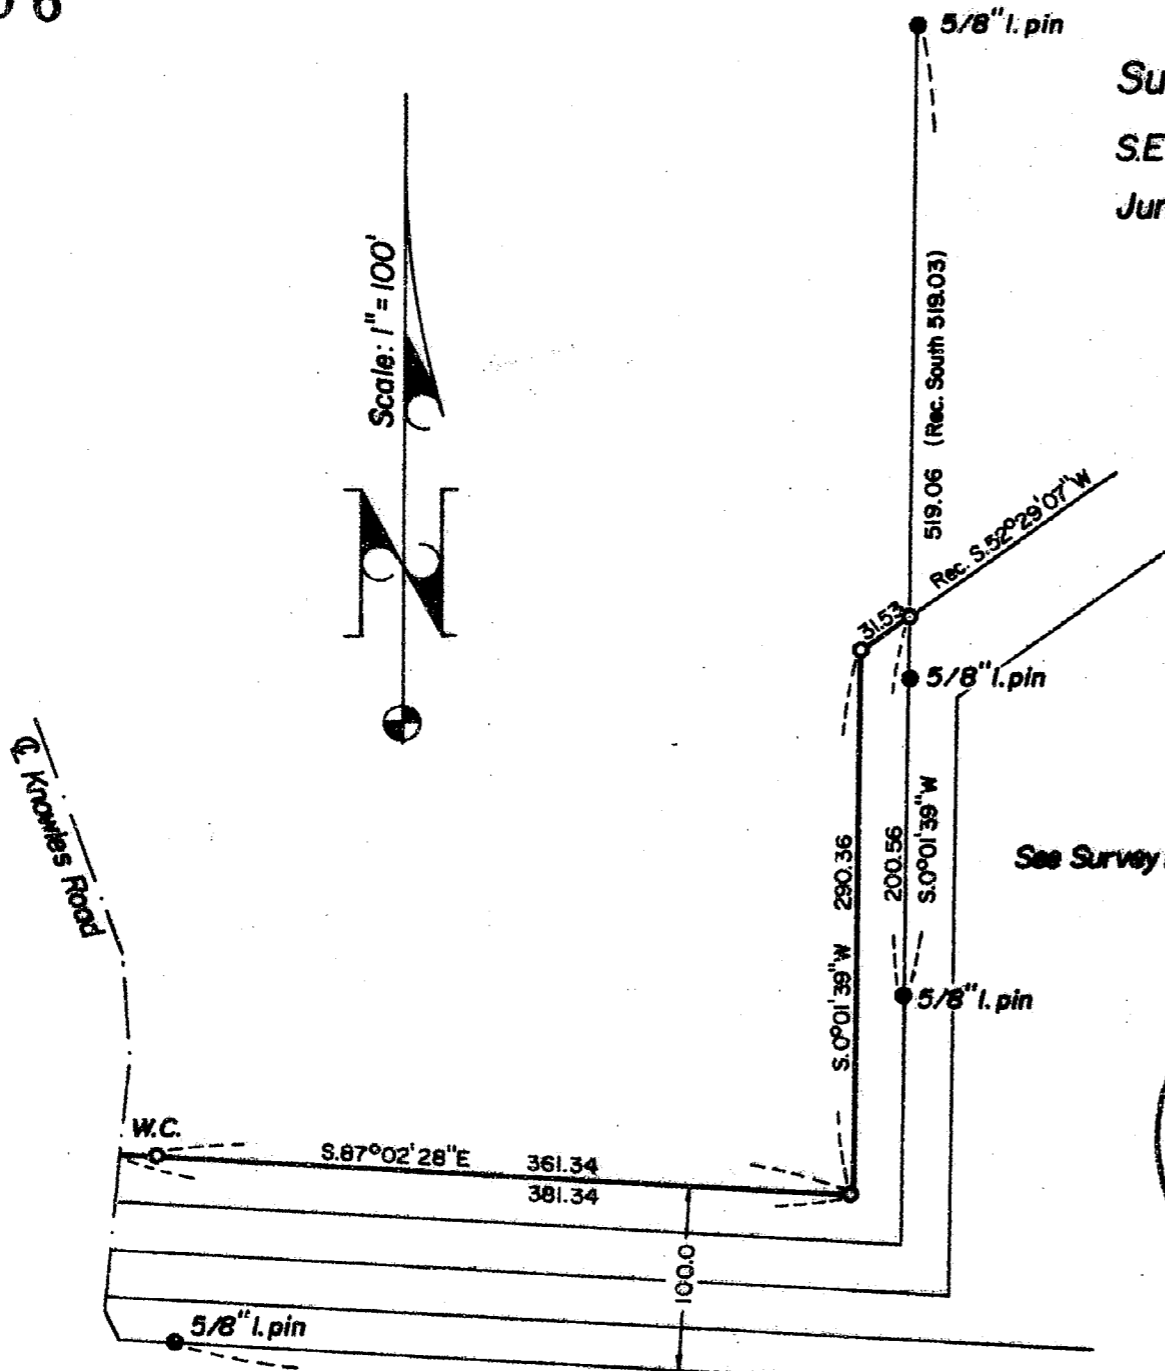 5/8" I. pin
S.E
Scale: 1" = 100'
519.06 (Rec. South 519.03)
Rec. S.52°29'07"W
31.53
5/8" I. pin
℄ Knowles Road
290.36
S.0°01'39"W
200.56
S.0°01'39"W
See Survey
5/8" I. pin
W.C.
S.87°02'28"E 361.34
381.34
100.0
5/8" I. pin